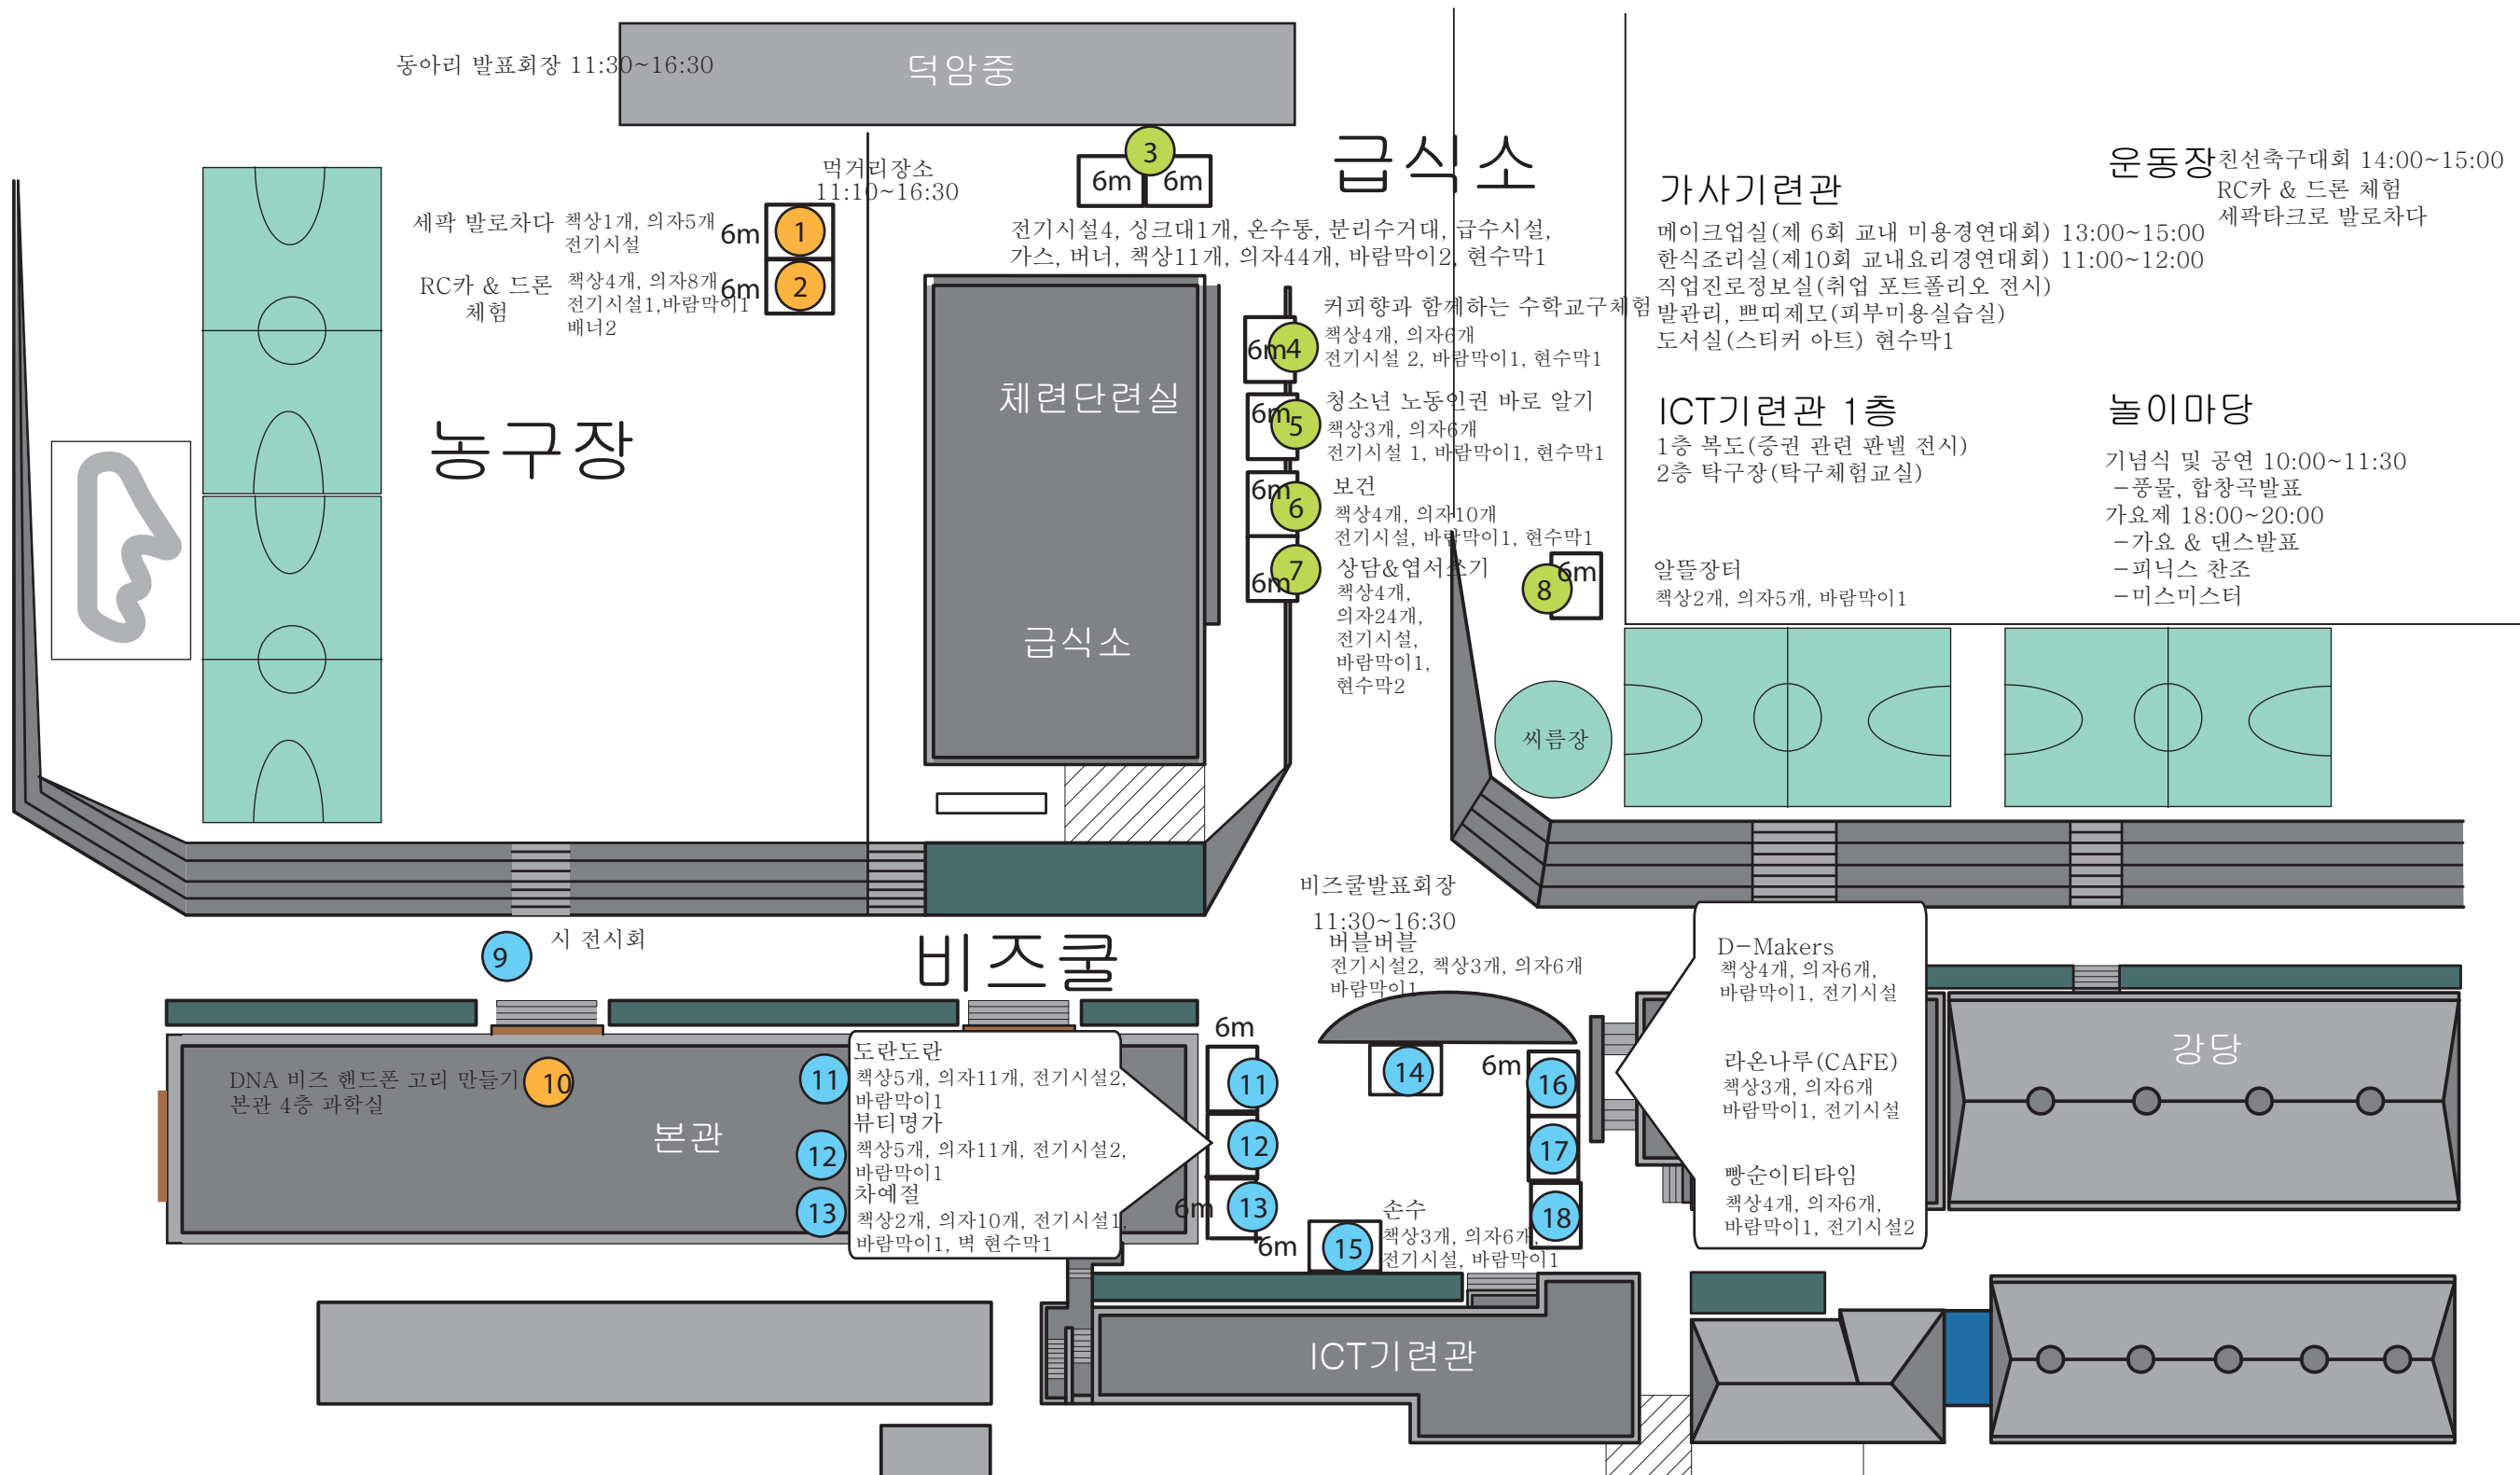 동아리 발표회장 11:30~16:30
덕암중
먹거리장소
11:10~16:30
세팍 발로차다
책상1개, 의자5개
전기시설
6m
1
RC카 & 드론
체험
책상4개, 의자8개
전기시설1,바람막이1
배너2
6m
2
농구장
3
6m 6m
급식소
전기시설4, 싱크대1개, 온수통, 분리수거대, 급수시설,
가스, 버너, 책상11개, 의자44개, 바람막이2, 현수막1
체련단련실
급식소
6m
4
커피향과 함께하는 수학교구체험
책상4개, 의자6개
전기시설 2, 바람막이1, 현수막1
6m
5
청소년 노동인권 바로 알기
책상3개, 의자6개
전기시설 1, 바람막이1, 현수막1
6m
6
보건
책상4개, 의자10개
전기시설, 바람막이1, 현수막1
6m
7
상담&엽서쓰기
책상4개,
의자24개,
전기시설,
바람막이1,
현수막2
가사기련관
메이크업실(제 6회 교내 미용경연대회) 13:00~15:00
한식조리실(제10회 교내요리경연대회) 11:00~12:00
직업진로정보실(취업 포트폴리오 전시)
발관리, 쁘띠제모(피부미용실습실)
도서실(스티커 아트) 현수막1
운동장
친선축구대회 14:00~15:00
RC카 & 드론 체험
세팍타크로 발로차다
ICT기련관 1층
1층 복도(증권 관련 판넬 전시)
2층 탁구장(탁구체험교실)
놀이마당
기념식 및 공연 10:00~11:30
-풍물, 합창곡발표
가요제 18:00~20:00
-가요 & 댄스발표
-피닉스 찬조
-미스미스터
8
6m
알뜰장터
책상2개, 의자5개, 바람막이1
씨름장
9
시 전시회
비즈쿨
비즈쿨발표회장
11:30~16:30
버블버블
전기시설2, 책상3개, 의자6개
바람막이1
DNA 비즈 핸드폰 고리 만들기
본관 4층 과학실
10
본관
11
도란도란
책상5개, 의자11개, 전기시설2,
바람막이1
12
뷰티명가
책상5개, 의자11개, 전기시설2,
바람막이1
13
차예절
책상2개, 의자10개, 전기시설1,
바람막이1, 벽 현수막1
6m
11
12
6m
13
14
6m
15
손수
책상3개, 의자6개,
전기시설, 바람막이1
6m
16
17
18
D-Makers
책상4개, 의자6개,
바람막이1, 전기시설
라온나루(CAFE)
책상3개, 의자6개
바람막이1, 전기시설
빵순이티타임
책상4개, 의자6개,
바람막이1, 전기시설2
강당
ICT기련관